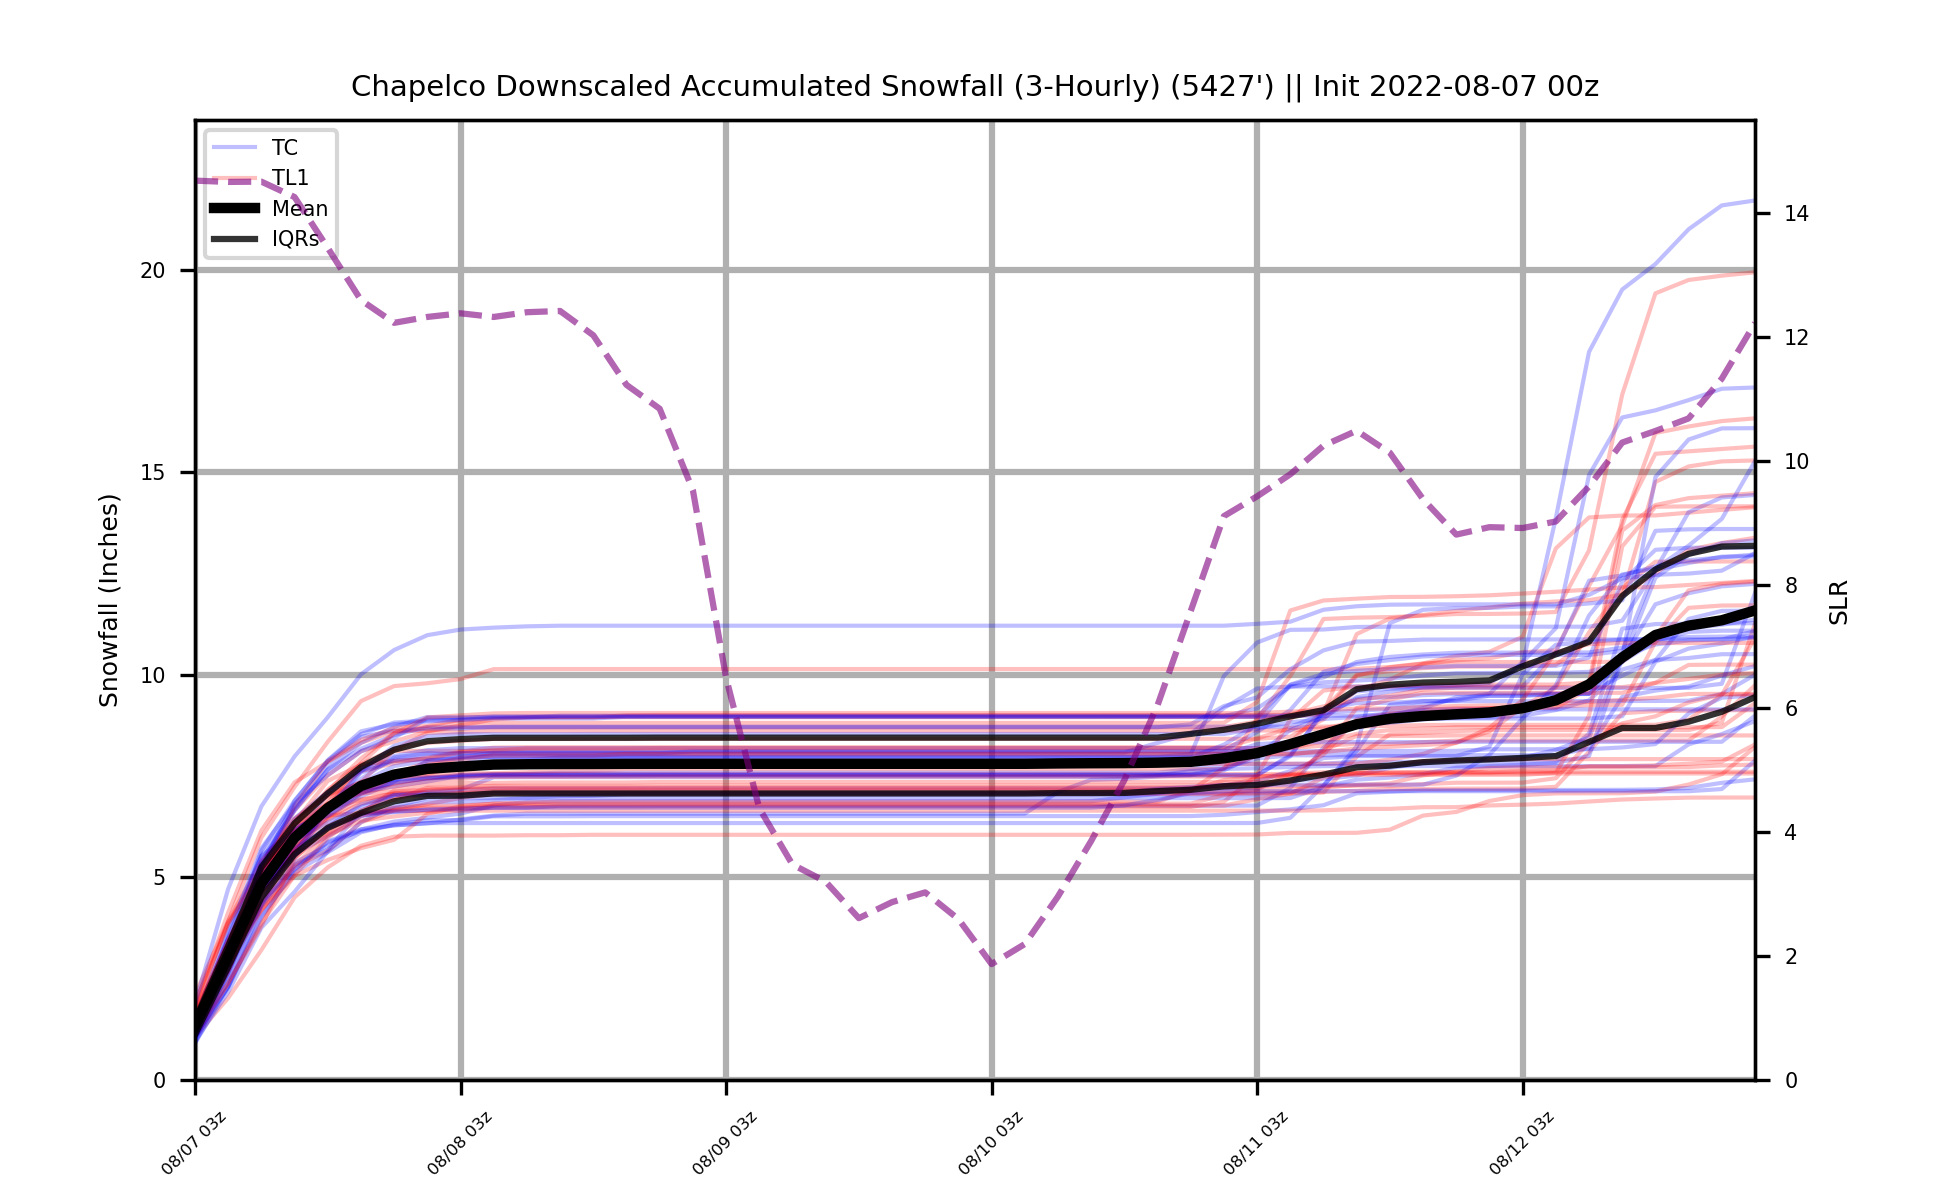 Chapelco Downscaled Accumulated Snowfall (3-Hourly) (5427') || Init 2022-08-07 00z
TC
TL1
Mean
IQRs
Snowfall (Inches)
20
15
10
5
0
14
12
10
8
6
4
2
0
SLR
08/07 03z
08/08 03z
08/09 03z
08/10 03z
08/11 03z
08/12 03z